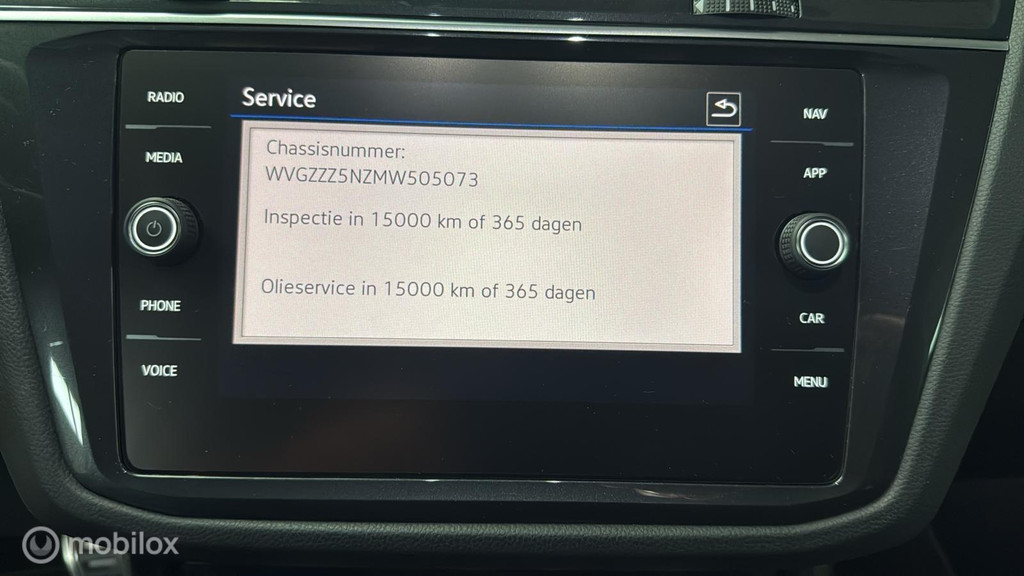 Service
Chassisnummer:
WVGZZZ5NZMW505073
Inspectie in 15000 km of 365 dagen
Olieservice in 15000 km of 365 dagen
RADIO
MEDIA
PHONE
VOICE
NAV
APP
CAR
MENU
mobilox